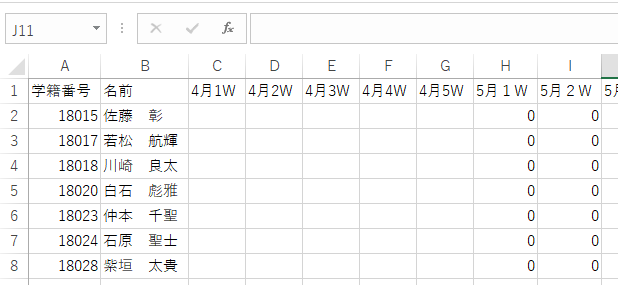 J11 fx
A B C D E F G H I
1 学籍番号 名前 4月1W 4月2W 4月3W 4月4W 4月5W 5月１W 5月２W 5月
2 18015 佐藤　彰 0 0
3 18017 若松　航輝 0 0
4 18018 川崎　良太 0 0
5 18020 白石　彪雅 0 0
6 18023 仲本　千聖 0 0
7 18024 石原　聖士 0 0
8 18028 柴垣　太貴 0 0